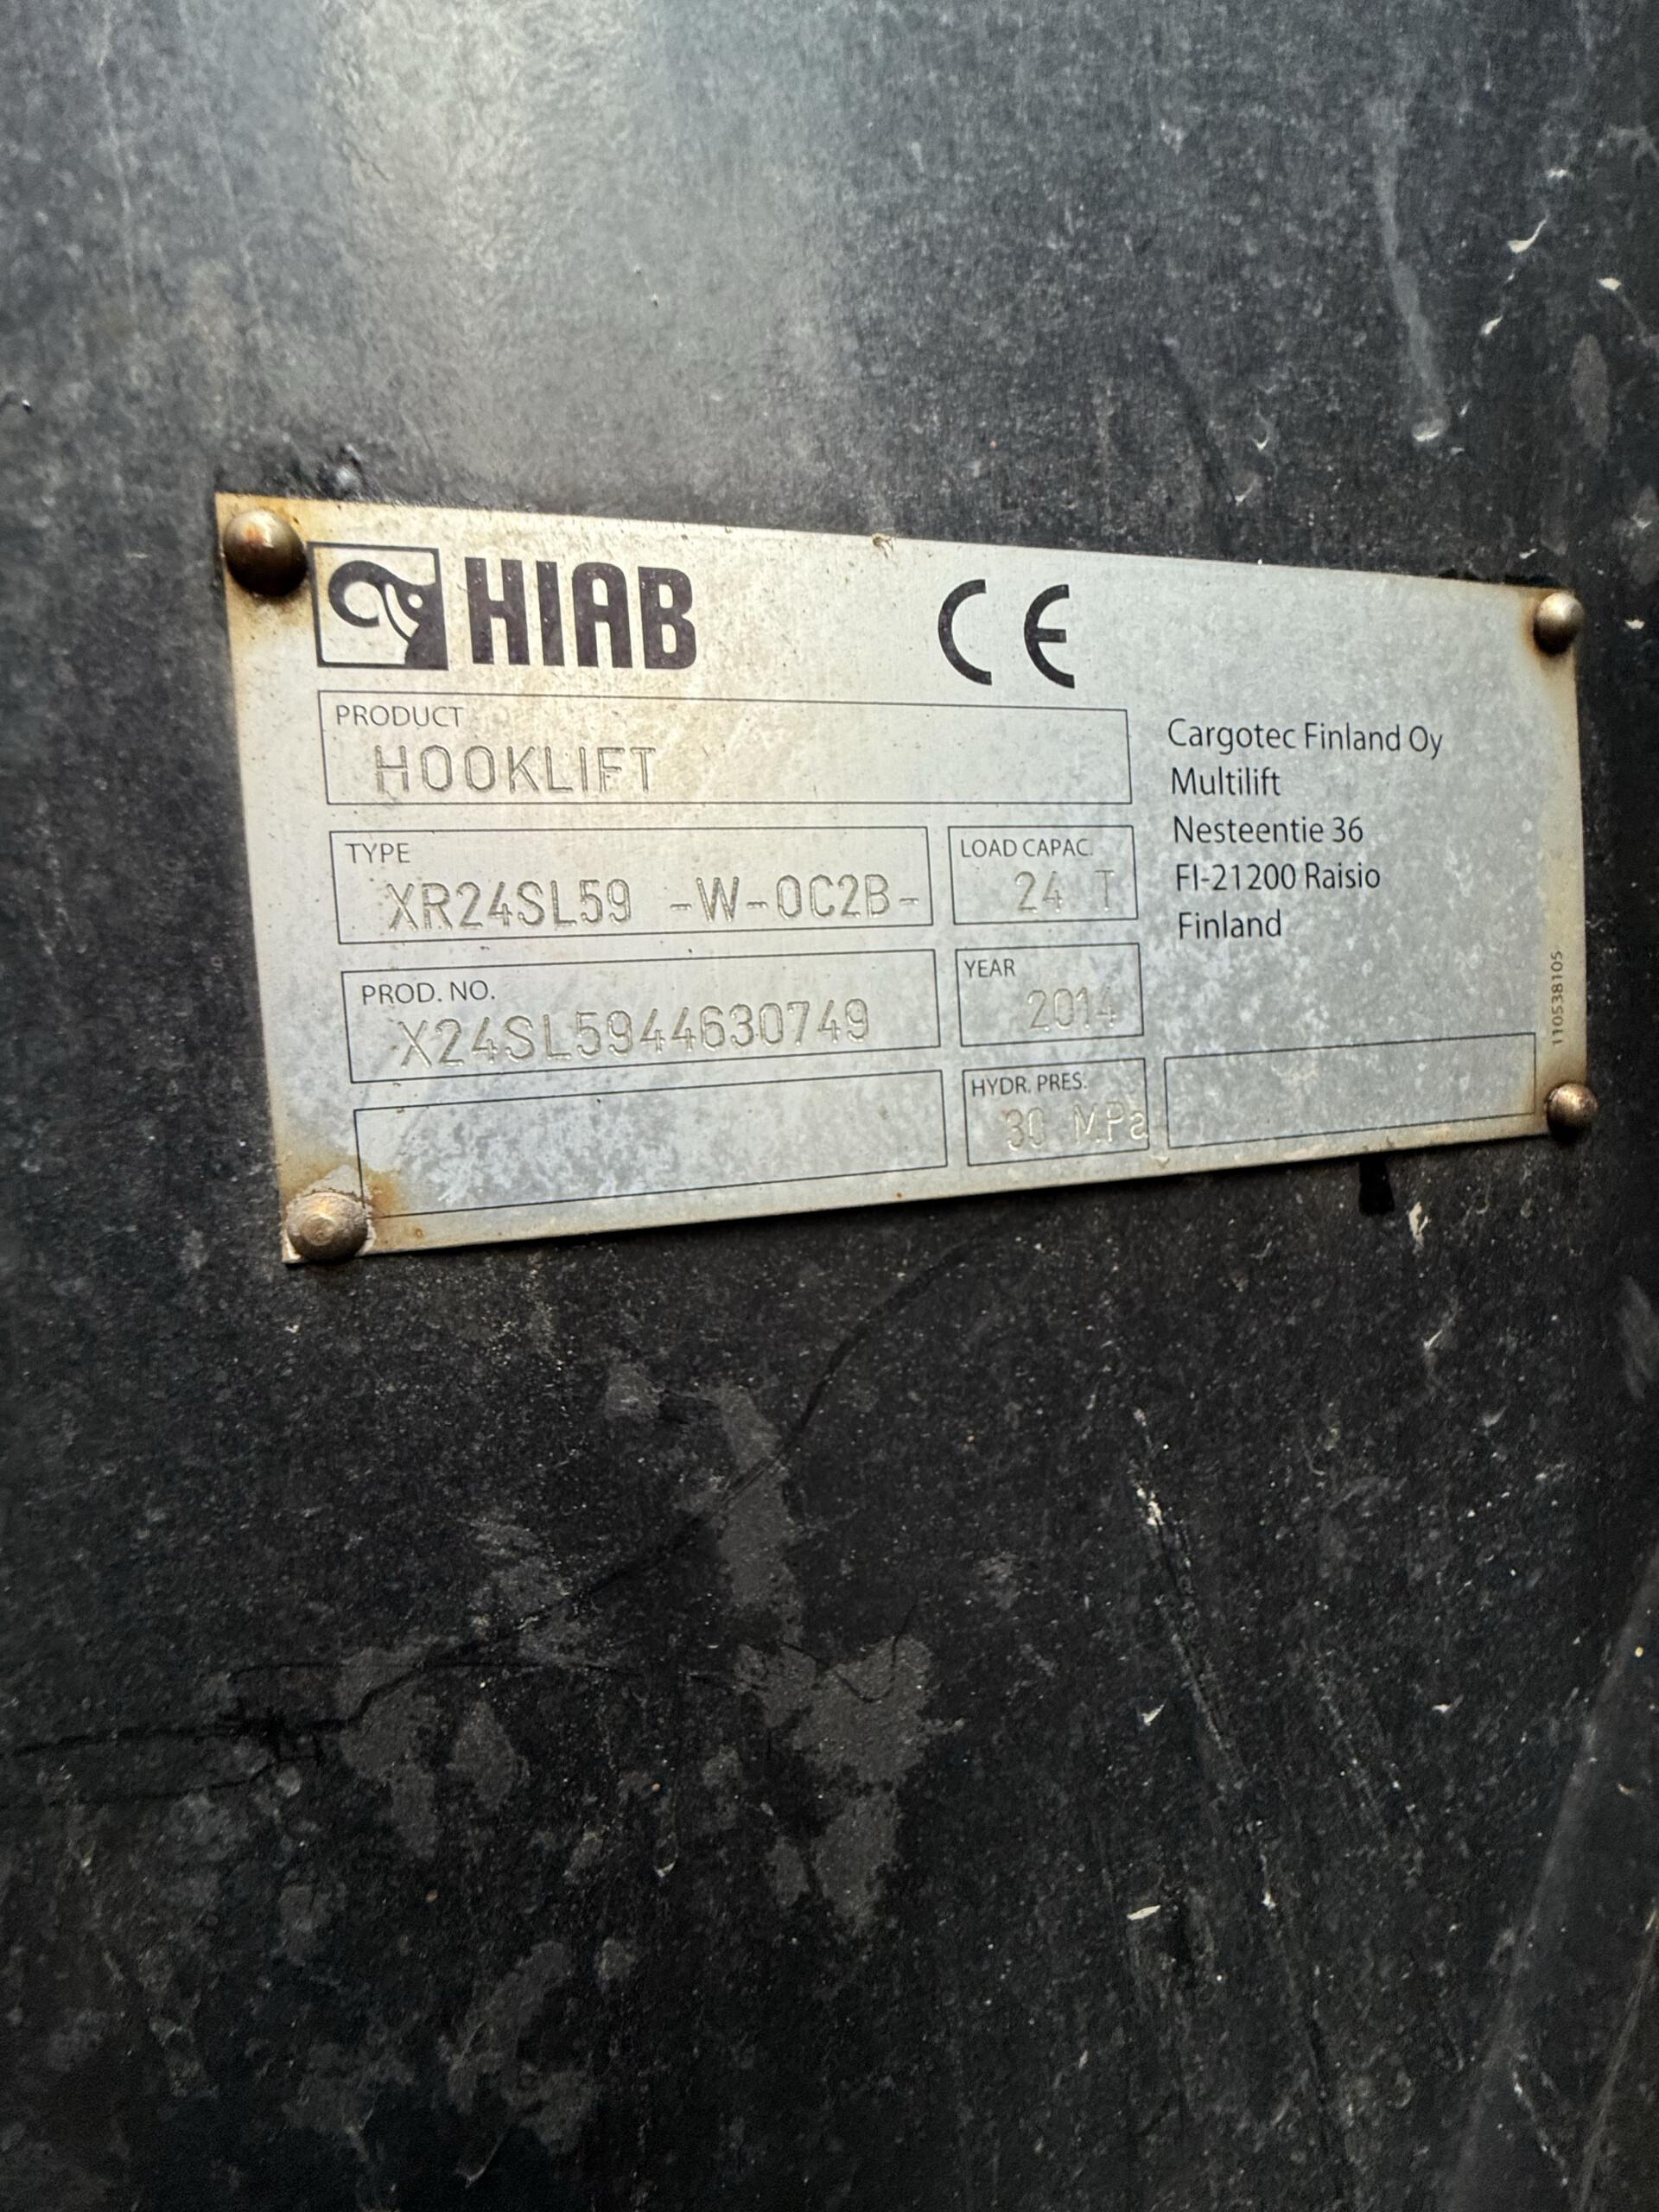 HIAB
CE
PRODUCT
HOOKLIFT
TYPE
XR24SL59 -W-0C2B-
LOAD CAPAC.
24 T
PROD. NO.
X24SL5944630749
YEAR
2014
HYDR. PRES.
30 MPa
Cargotec Finland Oy
Multilift
Nesteentie 36
FI-21200 Raisio
Finland
110538105